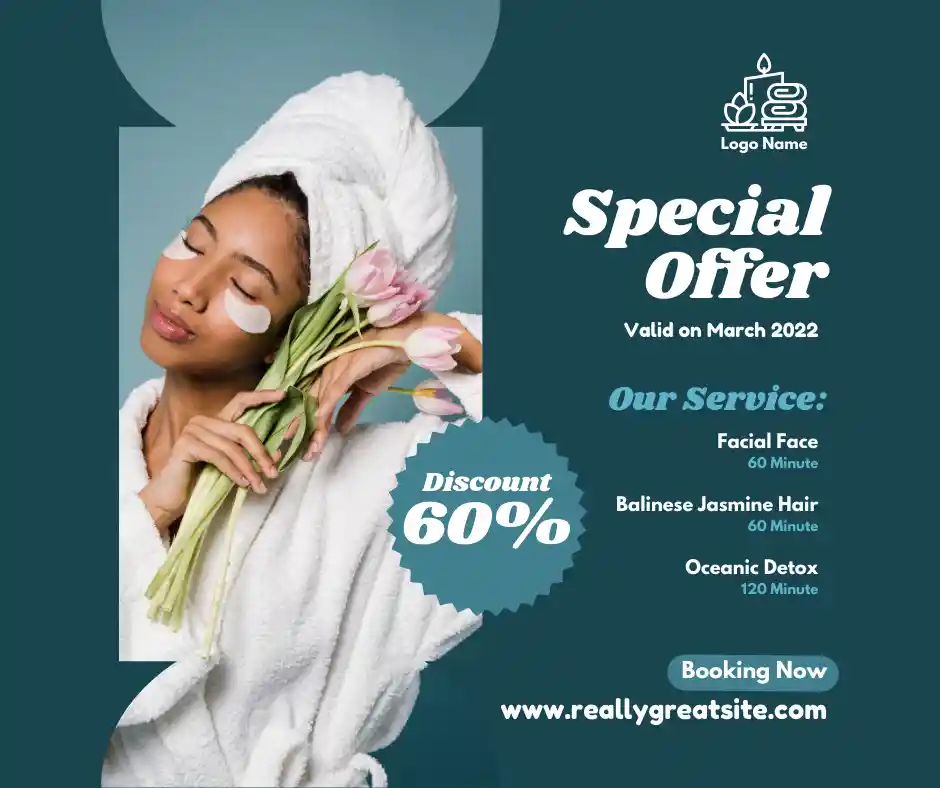 Logo Name
Special
Offer
Valid on March 2022
Our Service:
Facial Face
60 Minute
Balinese Jasmine Hair
60 Minute
Oceanic Detox
120 Minute
Discount
60%
Booking Now
www.reallygreatsite.com